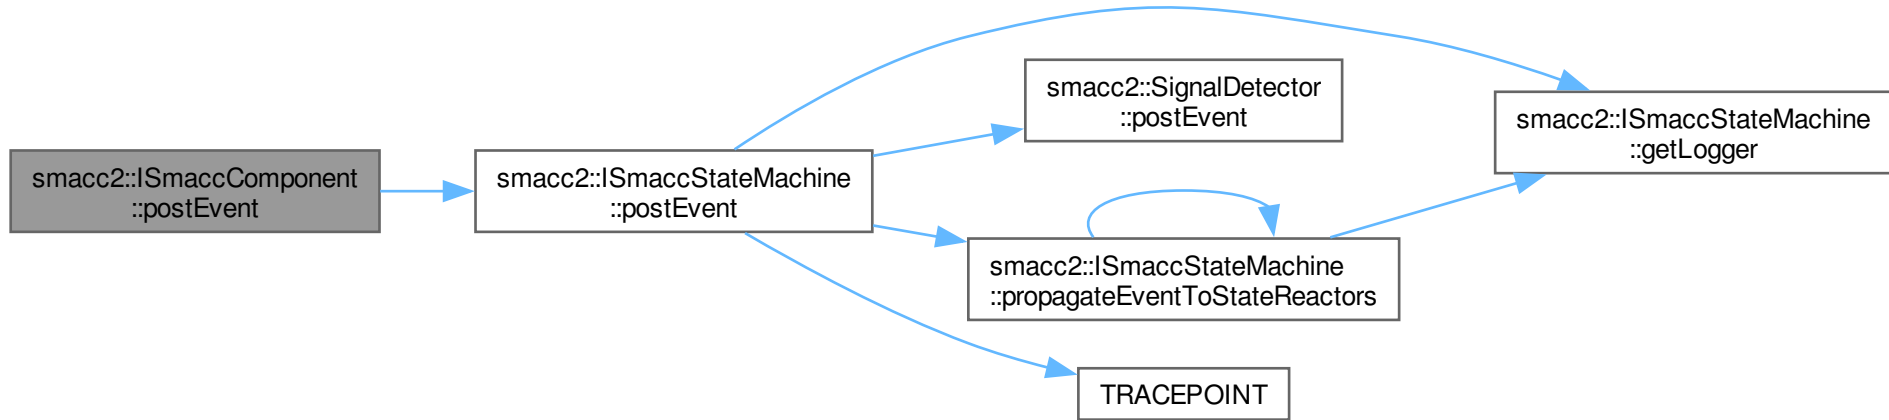 smacc2::ISmaccComponent
::postEvent
smacc2::ISmaccStateMachine
::postEvent
smacc2::SignalDetector
::postEvent
smacc2::ISmaccStateMachine
::propagateEventToStateReactors
TRACEPOINT
smacc2::ISmaccStateMachine
::getLogger